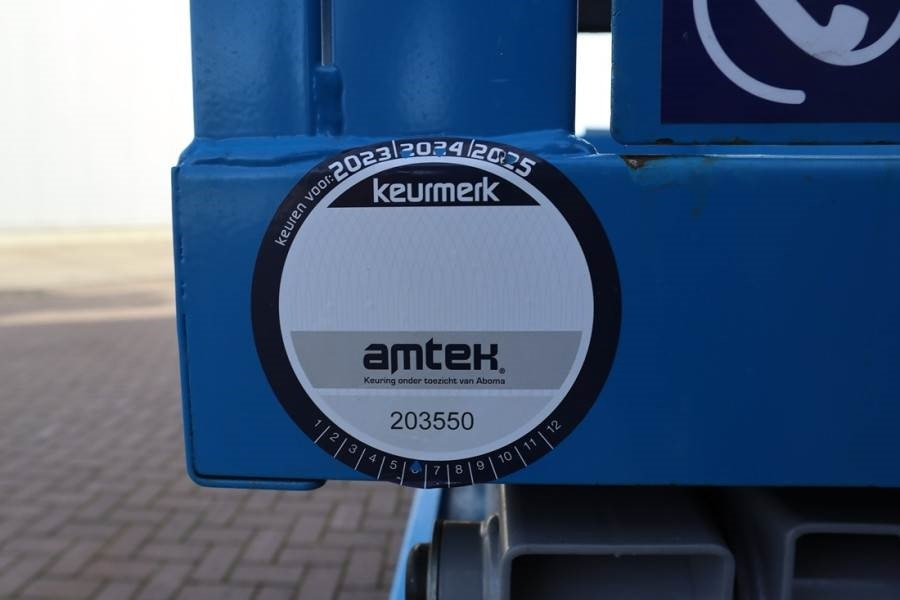 keuren voor: 2023 2024 2025
keurmerk
amtek®
Keuring onder toezicht van Aboma
203550
1 2 3 4 5 6 7 8 9 10 11 12